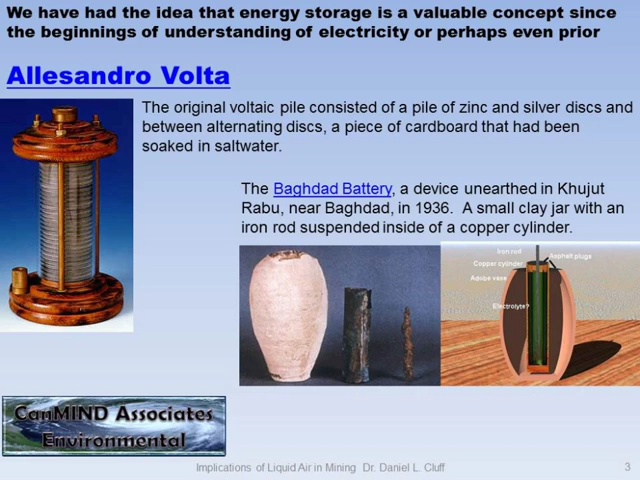 We have had the idea that energy storage is a valuable concept since
the beginnings of understanding of electricity or perhaps even prior
Allesandro Volta
The original voltaic pile consisted of a pile of zinc and silver discs and
between alternating discs, a piece of cardboard that had been
soaked in saltwater.
The Baghdad Battery, a device unearthed in Khujut
Rabu, near Baghdad, in 1936.  A small clay jar with an
iron rod suspended inside of a copper cylinder.
Iron rod
Asphalt plugs
Copper cylinder
Adobe vase
Electrolyte?
CanMIND Associates
Environmental
Implications of Liquid Air in Mining  Dr. Daniel L. Cluff
3